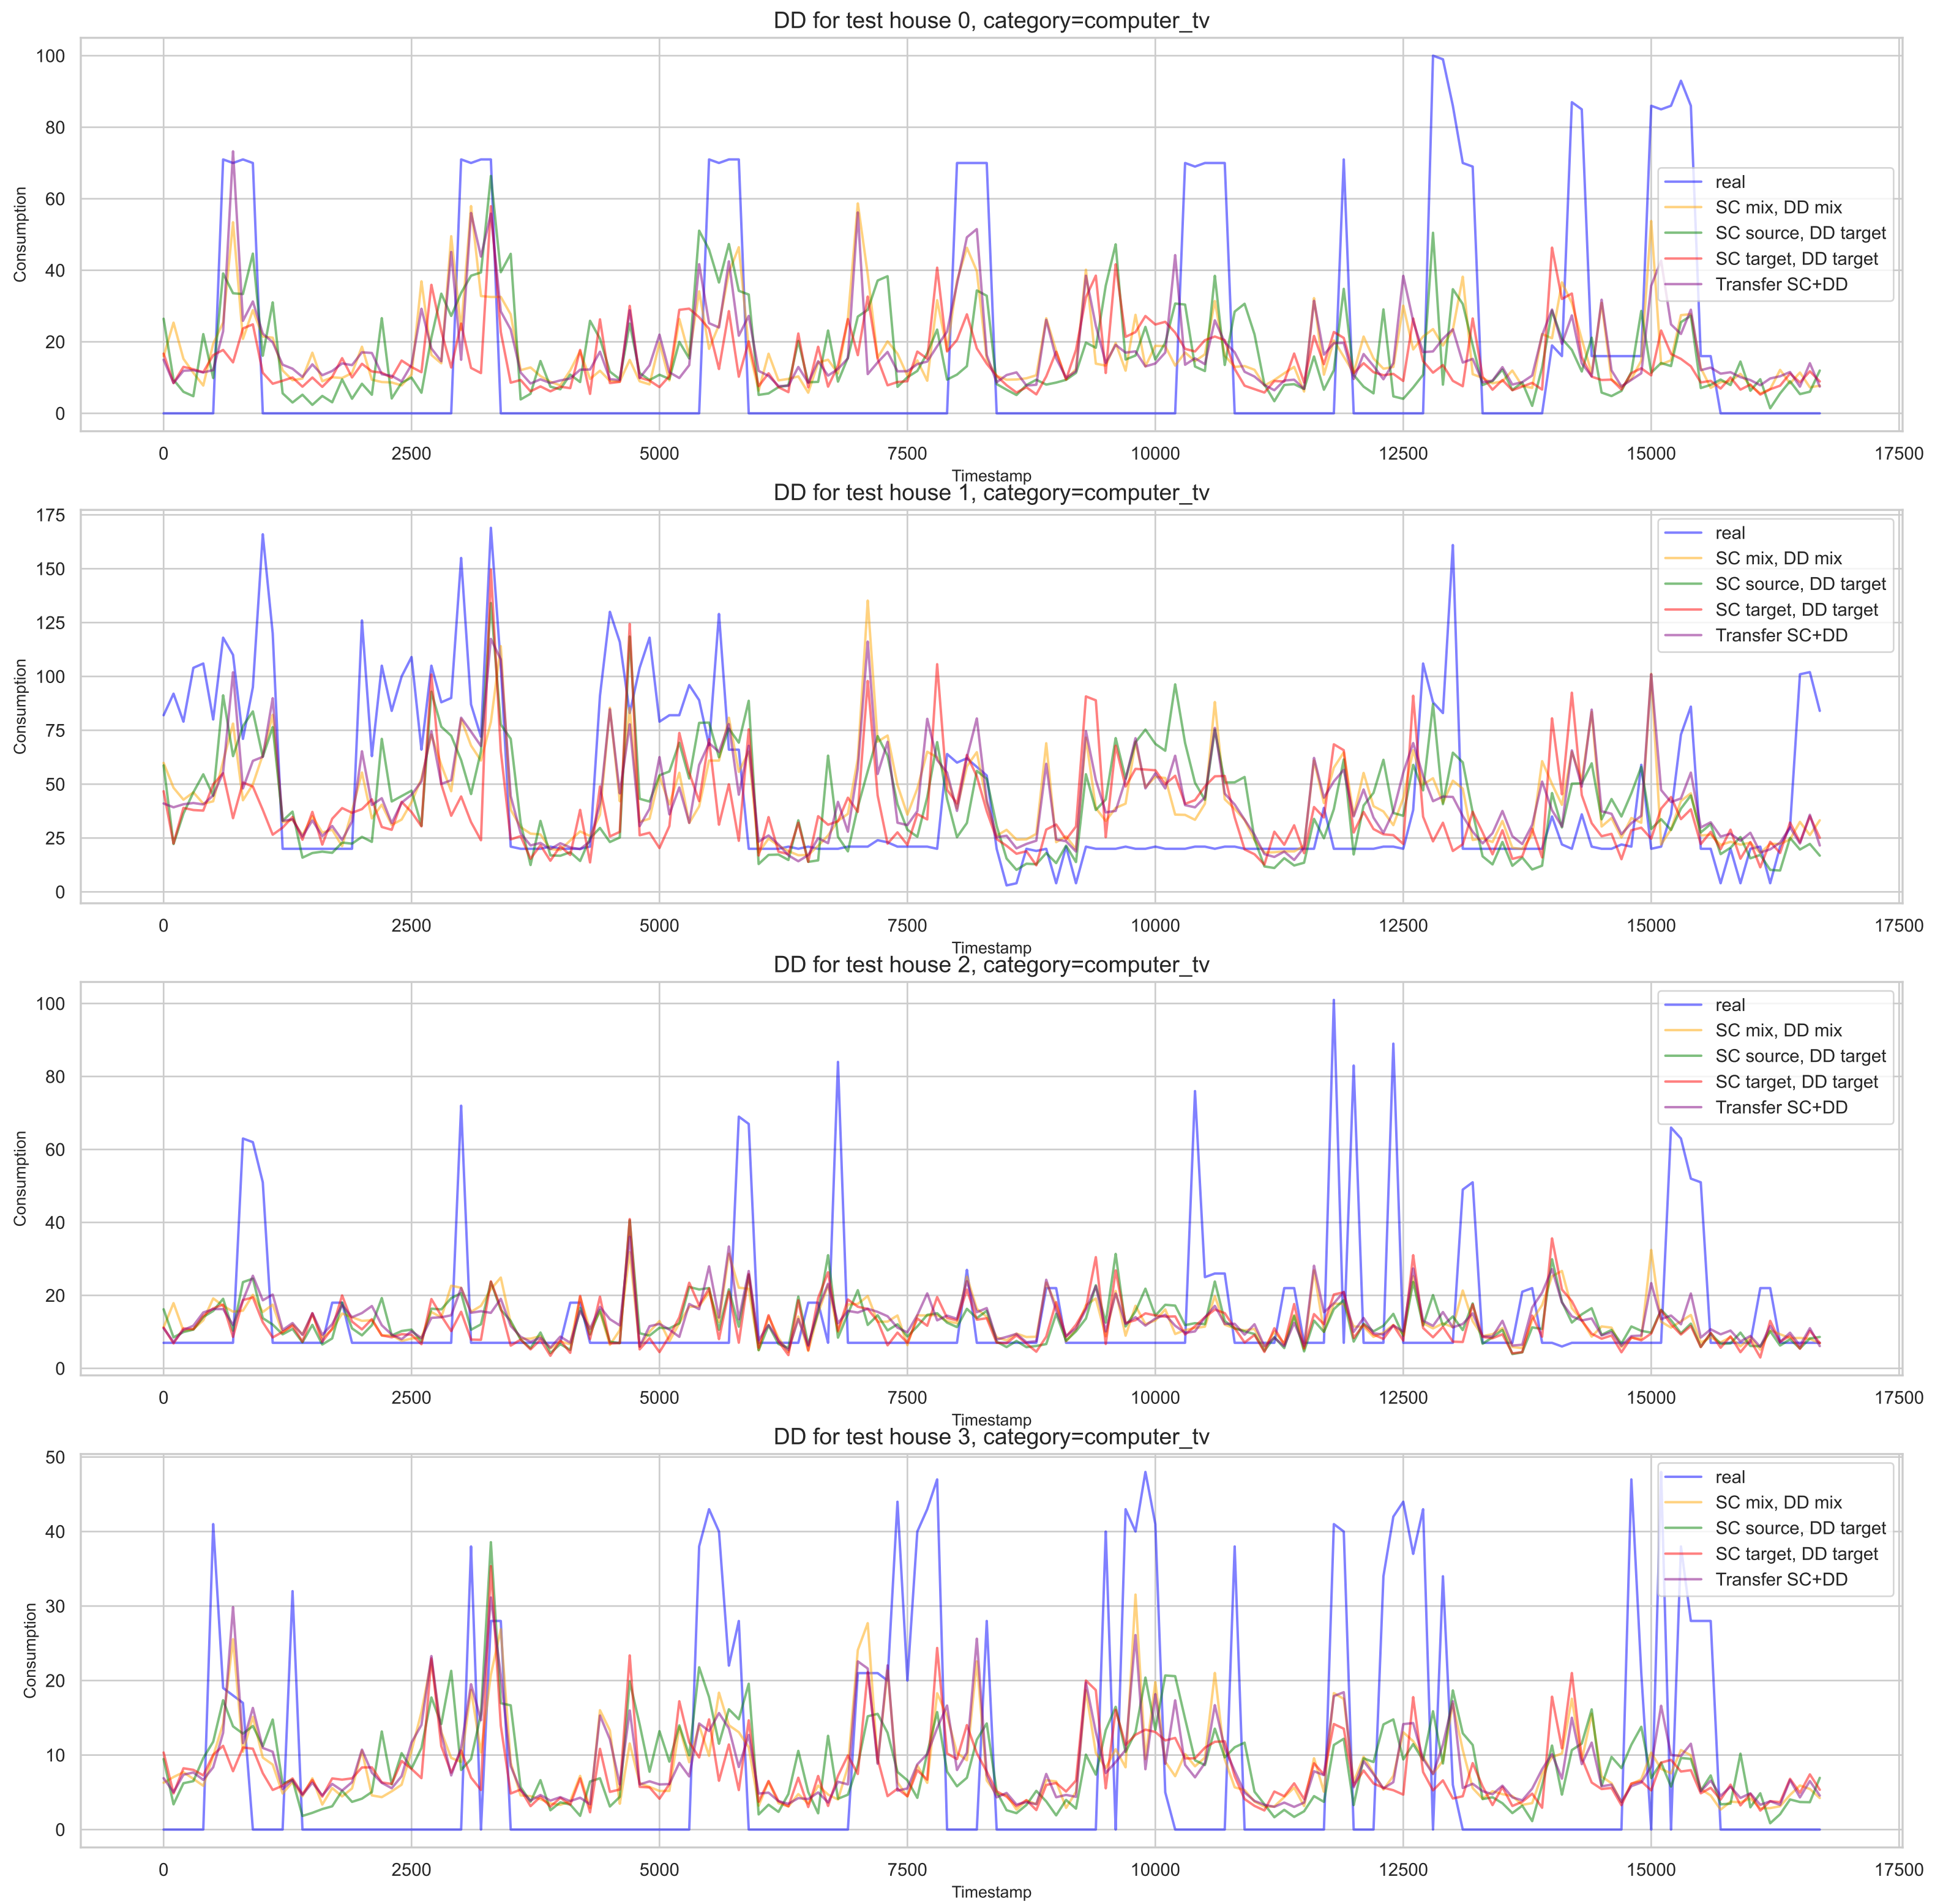 DD for test house 0, category=computer_tv
100
80
60
40
20
0
Consumption
real
SC mix, DD mix
SC source, DD target
SC target, DD target
Transfer SC+DD
0 2500 5000 7500 10000 12500 15000 17500
Timestamp
DD for test house 1, category=computer_tv
175
150
125
100
75
50
25
0
Consumption
real
SC mix, DD mix
SC source, DD target
SC target, DD target
Transfer SC+DD
0 2500 5000 7500 10000 12500 15000 17500
Timestamp
DD for test house 2, category=computer_tv
100
80
60
40
20
0
Consumption
real
SC mix, DD mix
SC source, DD target
SC target, DD target
Transfer SC+DD
0 2500 5000 7500 10000 12500 15000 17500
Timestamp
DD for test house 3, category=computer_tv
50
40
30
20
10
0
Consumption
real
SC mix, DD mix
SC source, DD target
SC target, DD target
Transfer SC+DD
0 2500 5000 7500 10000 12500 15000 17500
Timestamp